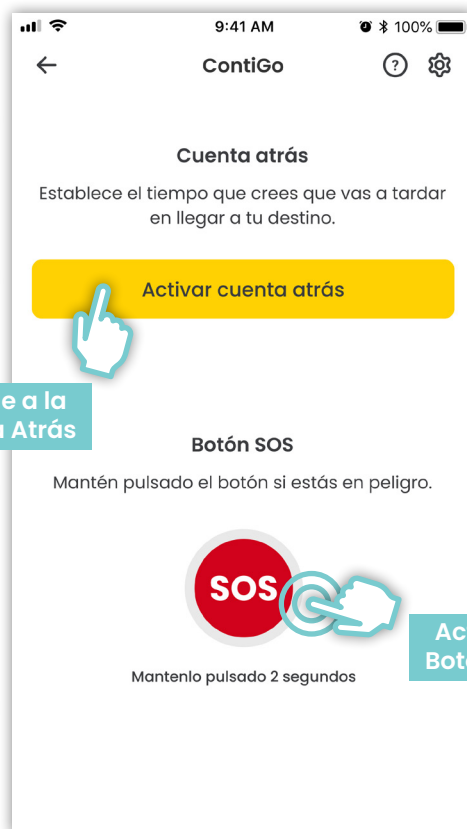 9:41 AM
100%
ContiGo
?
Cuenta atrás
Establece el tiempo que crees que vas a tardar
en llegar a tu destino.
Activar cuenta atrás
e a la
Atrás
Botón SOS
Mantén pulsado el botón si estás en peligro.
SOS
Ac
Bot
Mantenlo pulsado 2 segundos